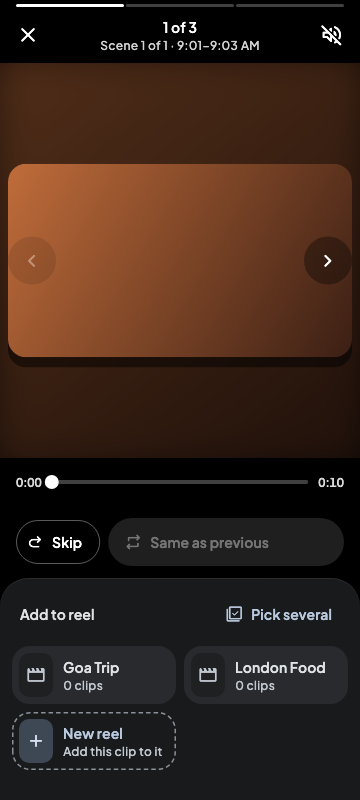 1 of 3
Scene 1 of 1 · 9:01–9:03 AM
0:00
0:10
Skip
Same as previous
Add to reel
Pick several
Goa Trip
0 clips
London Food
0 clips
New reel
Add this clip to it